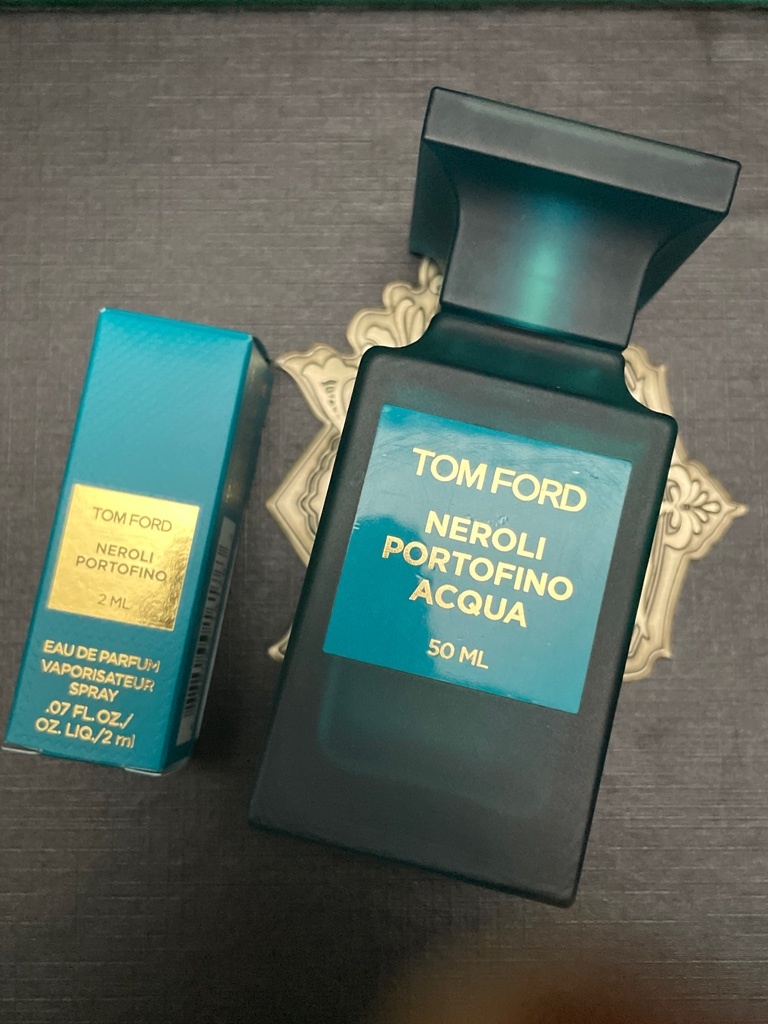 TOM FORD
NEROLI
PORTOFINO
2 ML
EAU DE PARFUM
VAPORISATEUR
SPRAY
.07 FL.OZ./
OZ. LIQ./2 ml
TOM FORD
NEROLI
PORTOFINO
ACQUA
50 ML